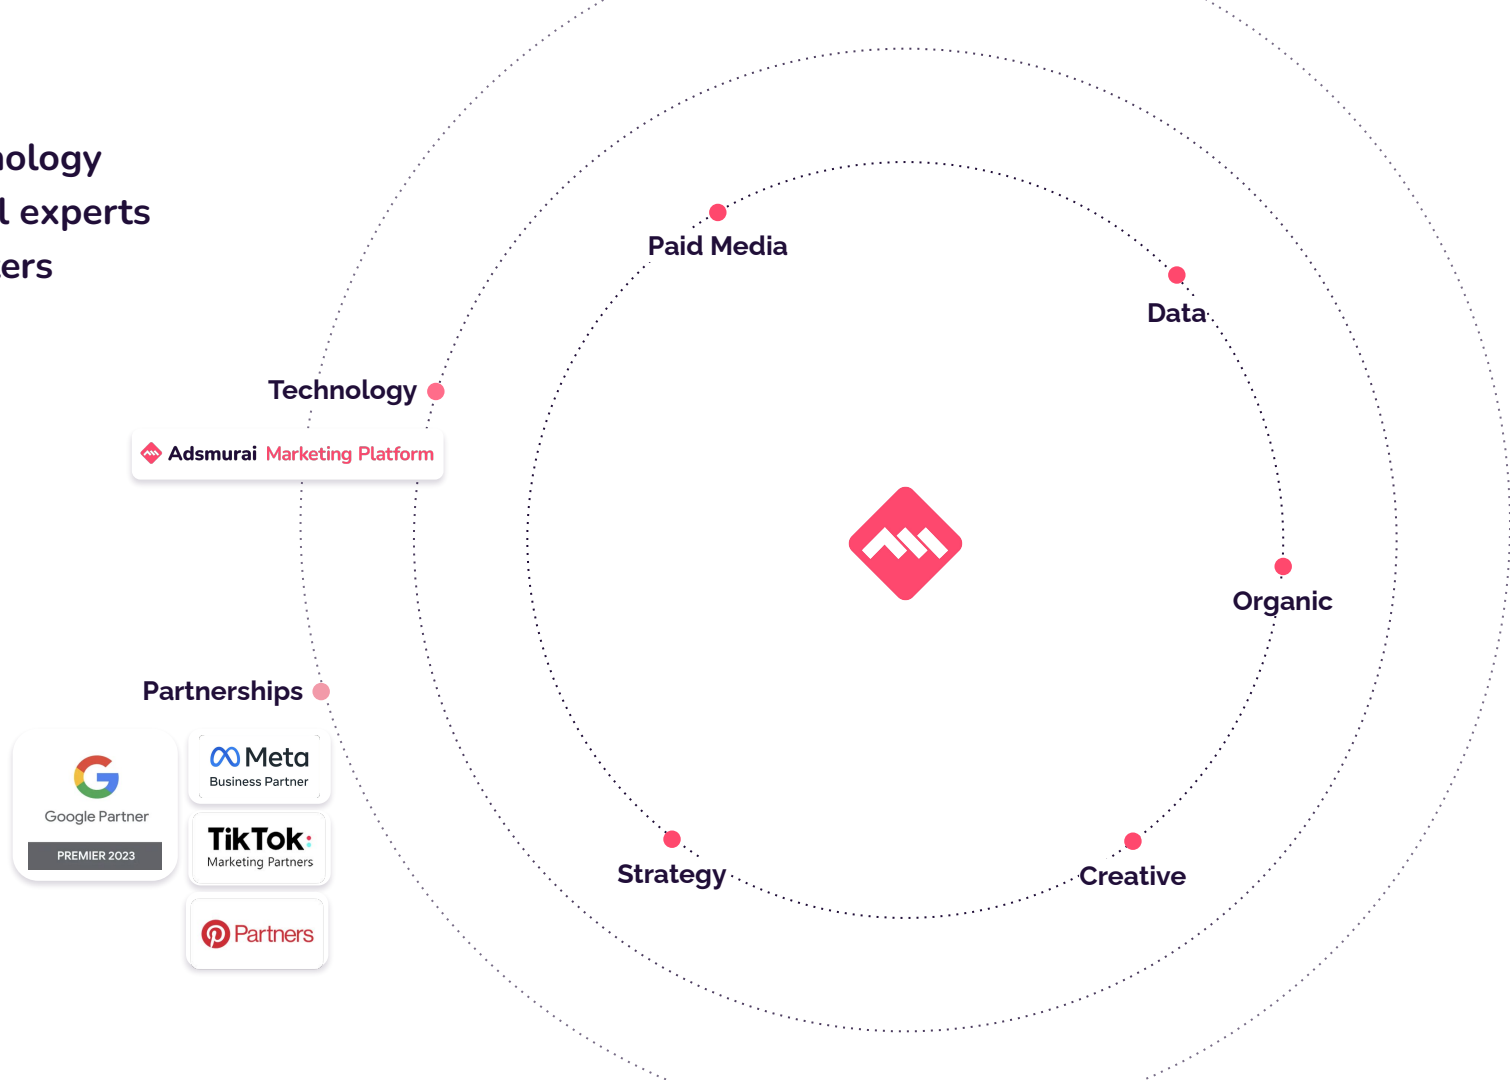 nology
l experts
ers
Paid Media
Data
Technology
Adsmurai Marketing Platform
Organic
Partnerships
Meta
Business Partner
Google Partner
PREMIER 2023
TikTok:
Marketing Partners
Partners
Strategy
Creative